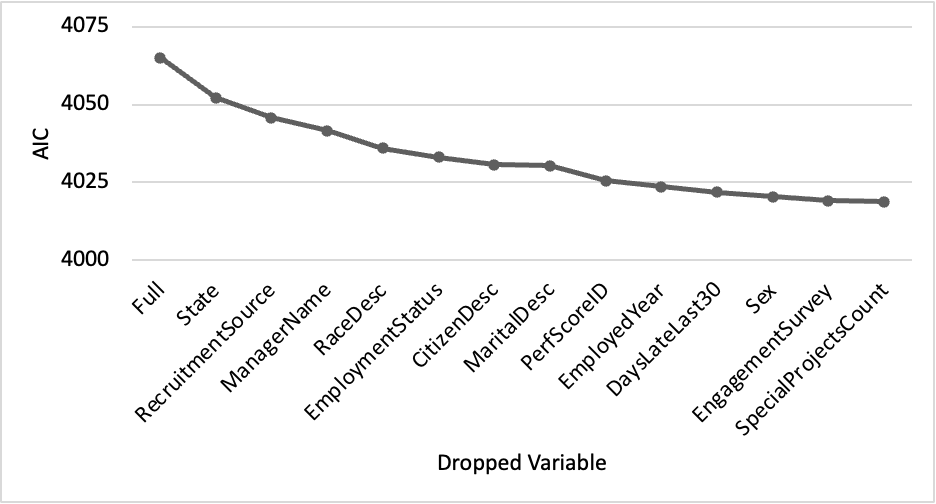 4075
4050
4025
4000
AIC
Full
State
RecruitmentSource
ManagerName
RaceDesc
EmploymentStatus
CitizenDesc
MaritalDesc
PerfScoreID
EmployedYear
DaysLateLast30
Sex
EngagementSurvey
SpecialProjectsCount
Dropped Variable